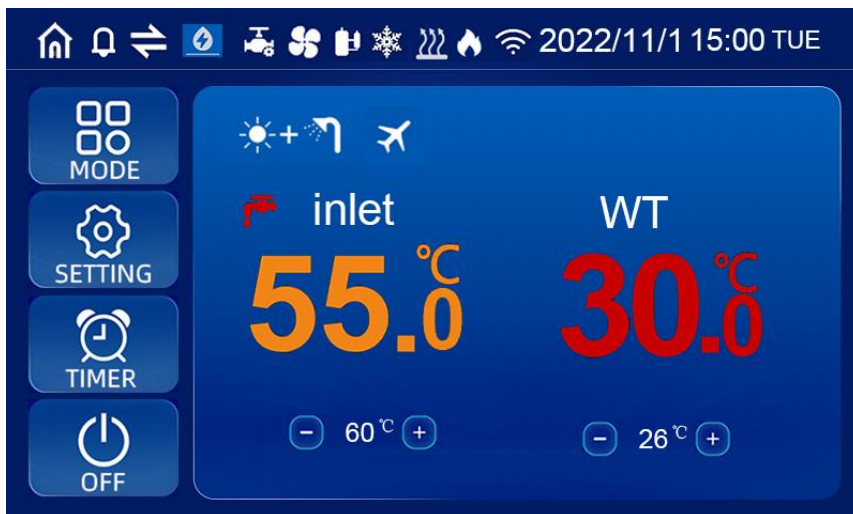 2022/11/1 15:00 TUE
MODE
SETTING
TIMER
OFF
inlet
55.0℃
60℃
WT
30.0℃
26℃